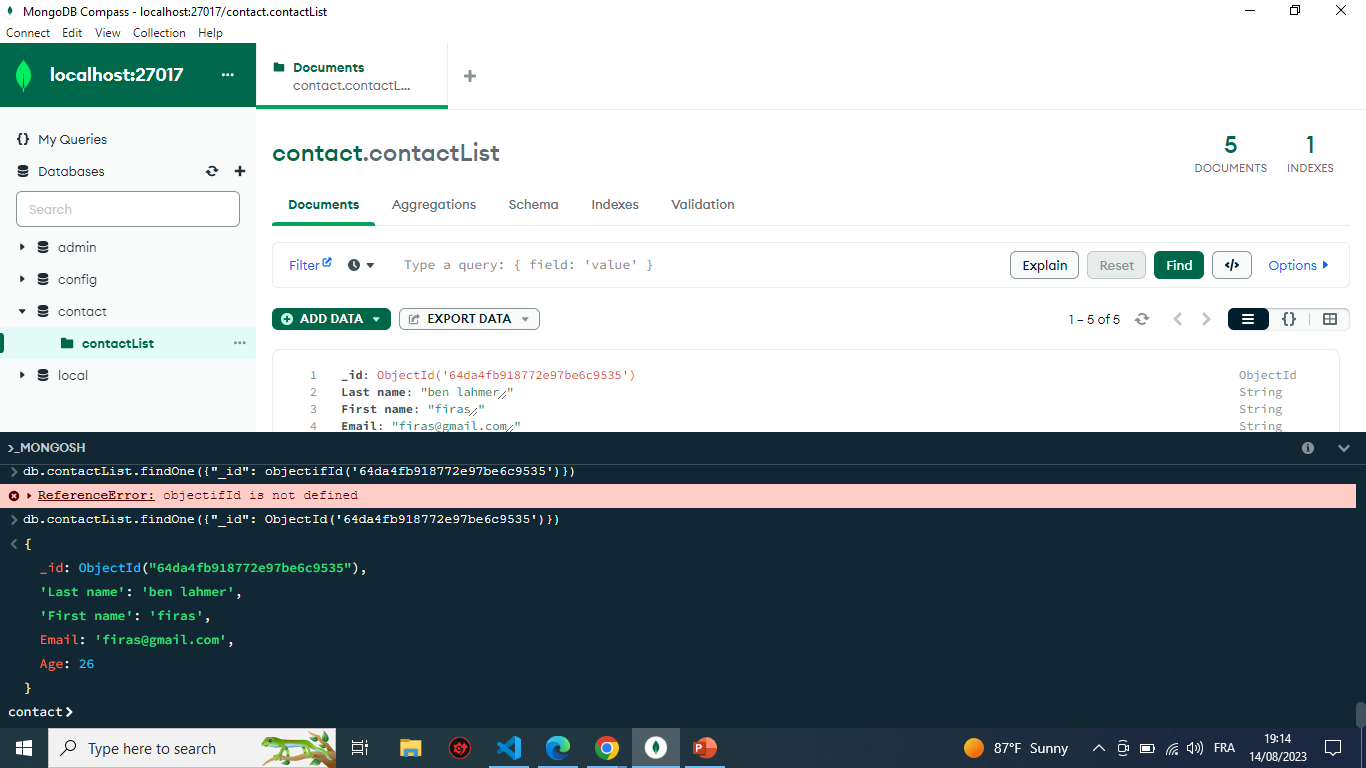 MongoDB Compass - localhost:27017/contact.contactList
Connect Edit View Collection Help
localhost:27017 ...
Documents
contact.contactL...
+
{} My Queries
Databases
Search
admin
config
contact
contactList ...
local
contact.contactList
5
DOCUMENTS
1
INDEXES
Documents Aggregations Schema Indexes Validation
Filter Type a query: { field: 'value' } Explain Reset Find </> Options
ADD DATA EXPORT DATA 1 – 5 of 5 {}
1 _id: ObjectId('64da4fb918772e97be6c9535') ObjectId
2 Last name: "ben lahmer" String
3 First name: "firas" String
4 Email: "firas@gmail.com" String
>_MONGOSH
> db.contactList.findOne({"_id": objectifId('64da4fb918772e97be6c9535')})
ReferenceError: objectifId is not defined
> db.contactList.findOne({"_id": ObjectId('64da4fb918772e97be6c9535')})
< {
_id: ObjectId("64da4fb918772e97be6c9535"),
'Last name': 'ben lahmer',
'First name': 'firas',
Email: 'firas@gmail.com',
Age: 26
}
contact>
Type here to search
87°F Sunny
FRA
19:14
14/08/2023